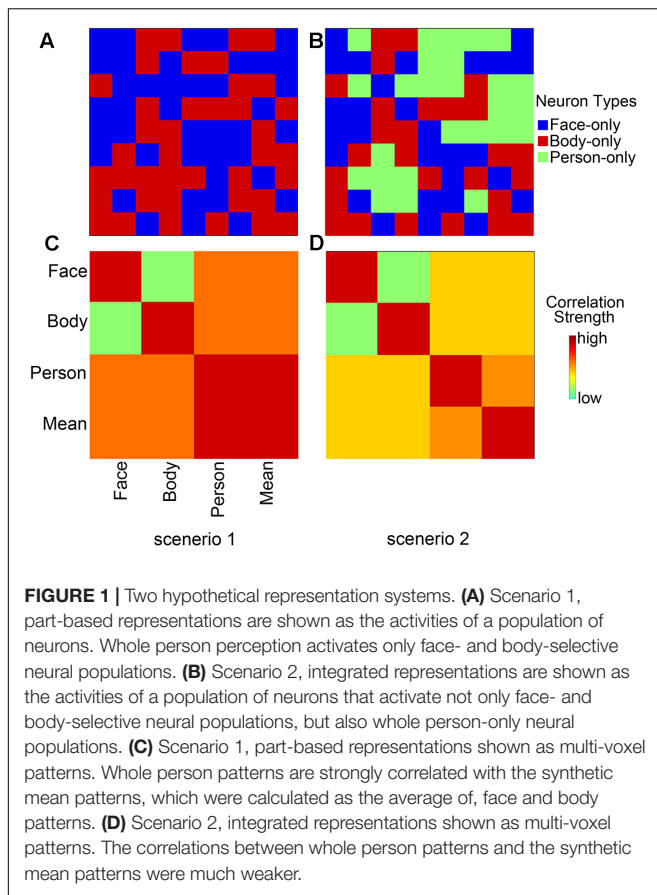 A
B
Neuron Types
Face-only
Body-only
Person-only
C
D
Face
Body
Person
Mean
Correlation
Strength
high
low
Face
Body
Person
Mean
scenerio 1
scenerio 2
FIGURE 1 | Two hypothetical representation systems. (A) Scenario 1,
part-based representations are shown as the activities of a population of
neurons. Whole person perception activates only face- and body-selective
neural populations. (B) Scenario 2, integrated representations are shown as
the activities of a population of neurons that activate not only face- and
body-selective neural populations, but also whole person-only neural
populations. (C) Scenario 1, part-based representations shown as multi-voxel
patterns. Whole person patterns are strongly correlated with the synthetic
mean patterns, which were calculated as the average of, face and body
patterns. (D) Scenario 2, integrated representations shown as multi-voxel
patterns. The correlations between whole person patterns and the synthetic
mean patterns were much weaker.